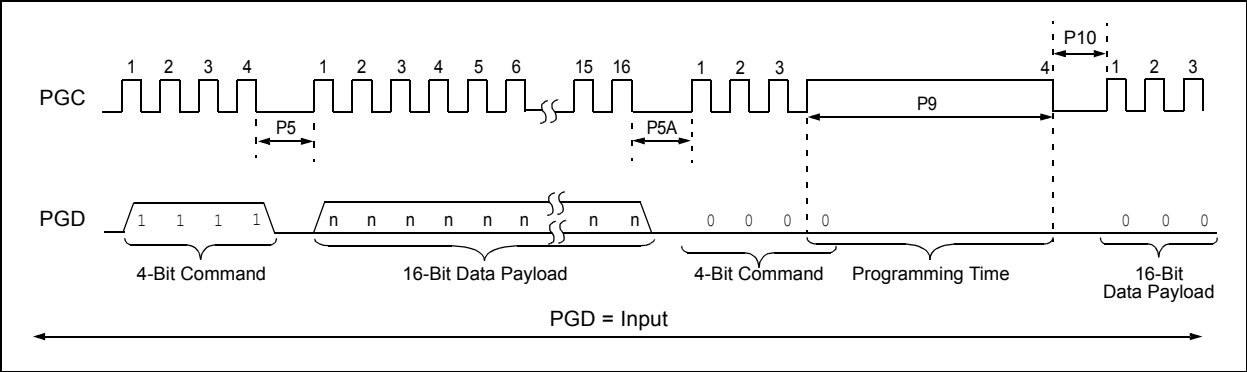 P10
1 2 3 4 1 2 3 4 5 6 15 16 1 2 3 4 1 2 3
PGC
P9
P5 P5A
PGD 1 1 1 1 n n n n n n n n 0 0 0 0 0 0 0
4-Bit Command 16-Bit Data Payload 4-Bit Command Programming Time 16-Bit
Data Payload
PGD = Input